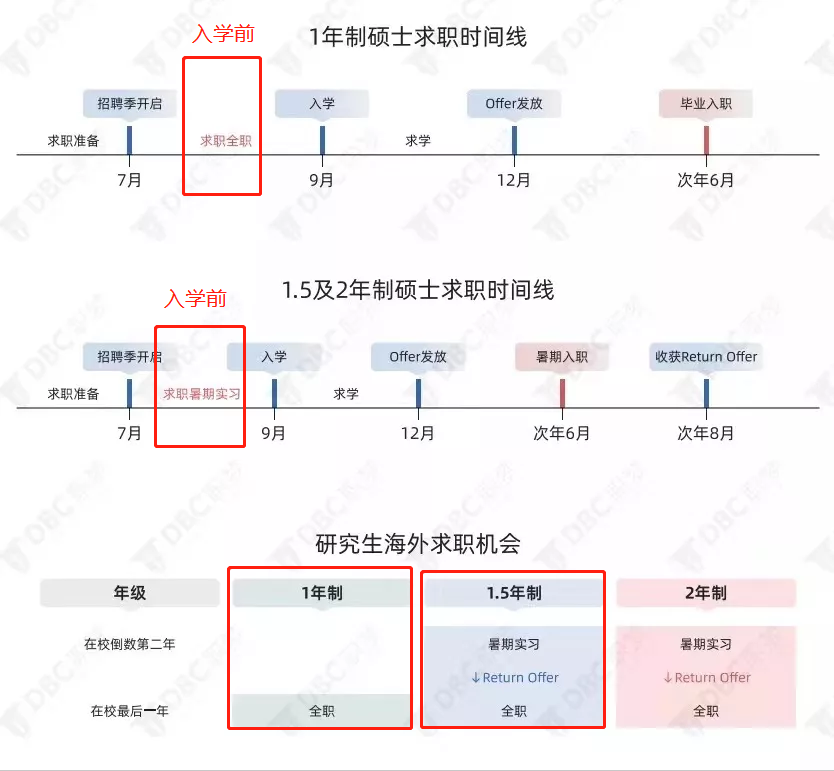 入学前
1年制硕士求职时间线
招聘季开启 入学 Offer发放 毕业入职
求职准备 求职全职 求学
7月 9月 12月 次年6月
入学前
1.5及2年制硕士求职时间线
招聘季开启 入学 Offer发放 暑期入职 收获Return Offer
求职准备 求职暑期实习 求学
7月 9月 12月 次年6月 次年8月
研究生海外求职机会
年级 1年制 1.5年制 2年制
在校倒数第二年 暑期实习 暑期实习
↓Return Offer ↓Return Offer
在校最后一年 全职 全职 全职
DBC职梦